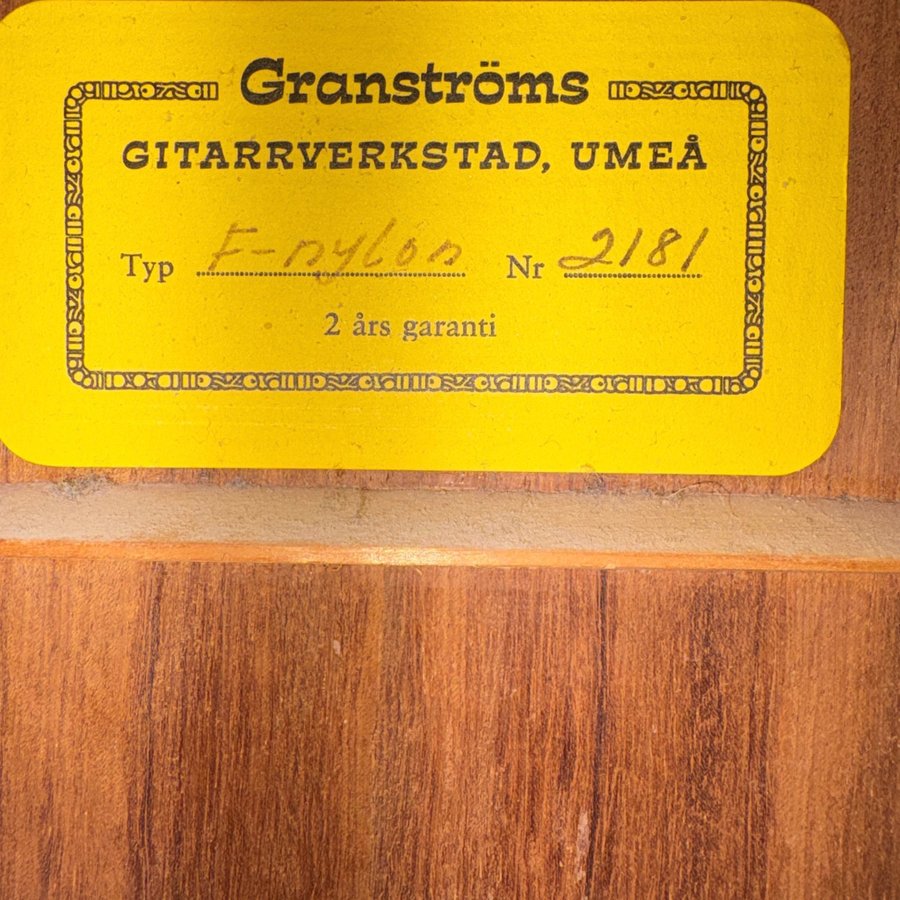 Granströms
GITARRVERKSTAD, UMEÅ
Typ F-nylon Nr 2181
2 års garanti